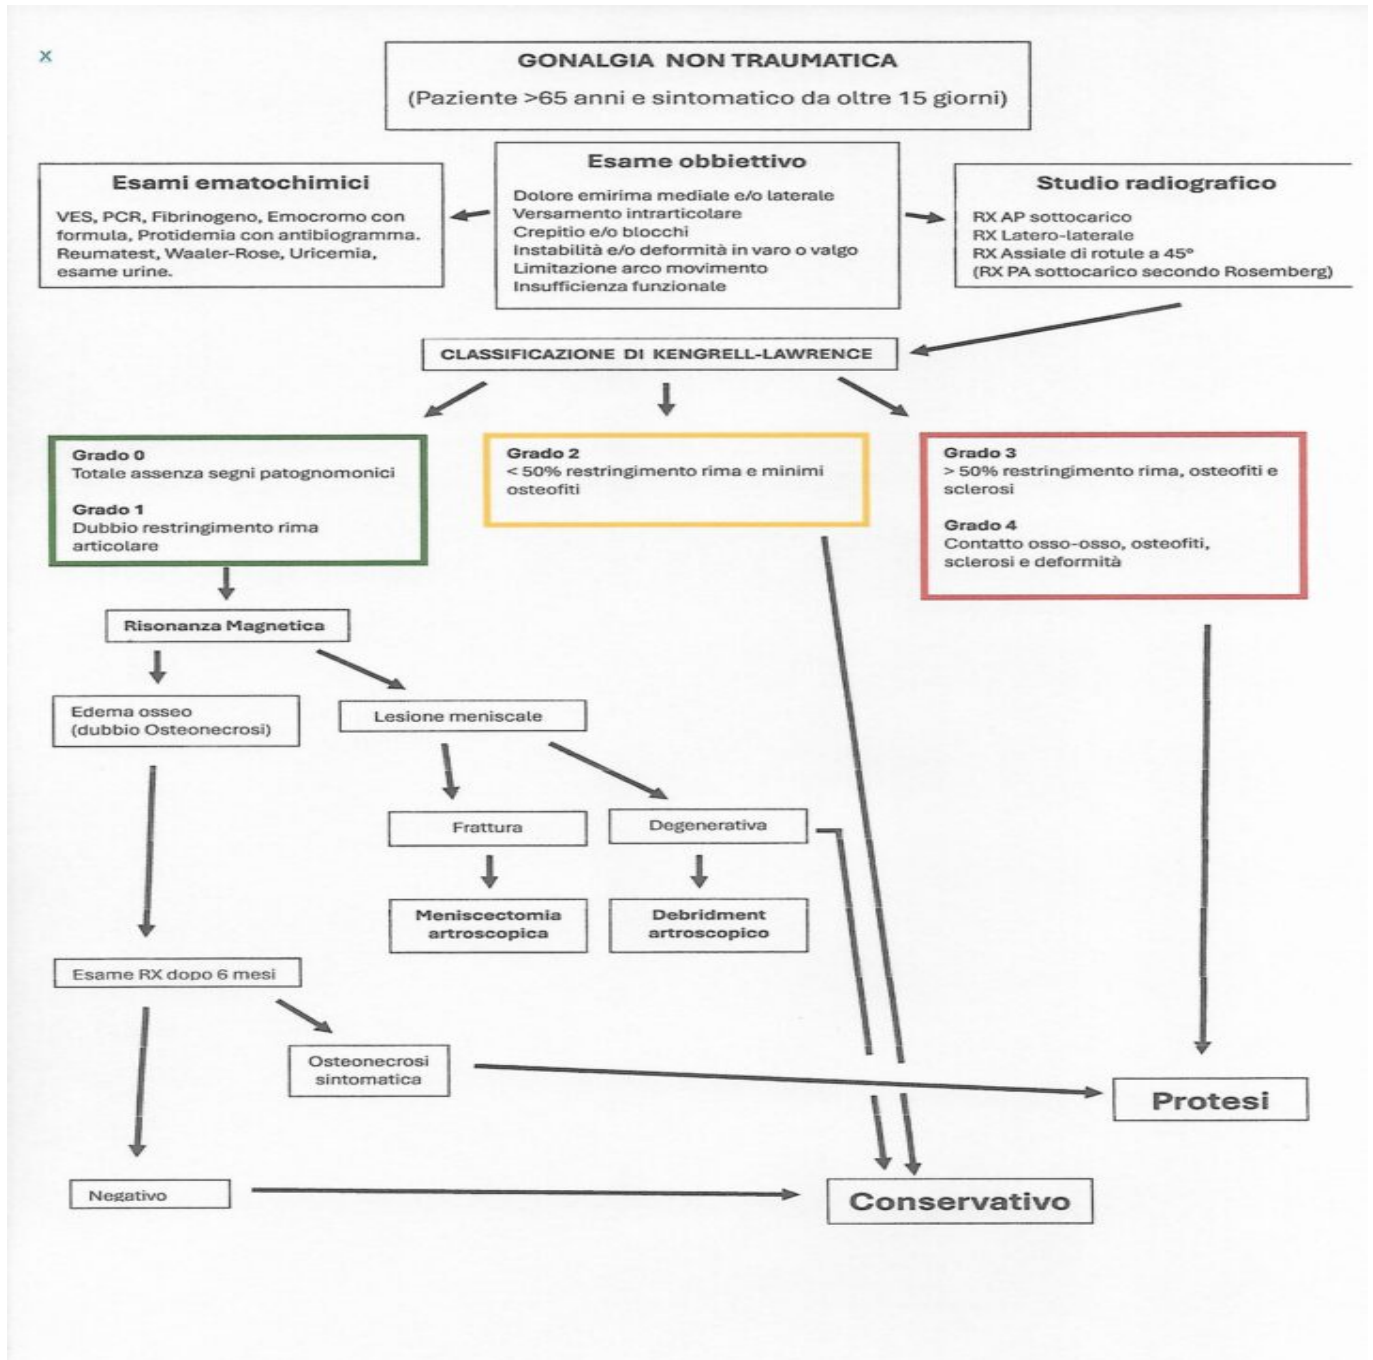 x
GONALGIA NON TRAUMATICA
(Paziente >65 anni e sintomatico da oltre 15 giorni)
Esami ematochimici
VES, PCR, Fibrinogeno, Emocromo con
formula, Protidemia con antibiogramma.
Reumatest, Waaler-Rose, Uricemia,
esame urine.
Esame obbiettivo
Dolore emirima mediale e/o laterale
Versamento intrarticolare
Crepitio e/o blocchi
Instabilità e/o deformità in varo o valgo
Limitazione arco movimento
Insufficienza funzionale
Studio radiografico
RX AP sottocarico
RX Latero-laterale
RX Assiale di rotule a 45°
(RX PA sottocarico secondo Rosemberg)
CLASSIFICAZIONE DI KENGRELL-LAWRENCE
Grado 0
Totale assenza segni patognomonici
Grado 1
Dubbio restringimento rima
articolare
Grado 2
< 50% restringimento rima e minimi
osteofiti
Grado 3
> 50% restringimento rima, osteofiti e
sclerosi
Grado 4
Contatto osso-osso, osteofiti,
sclerosi e deformità
Risonanza Magnetica
Edema osseo
(dubbio Osteonecrosi)
Lesione meniscale
Frattura
Degenerativa
Meniscectomia
artroscopica
Debridment
artroscopico
Esame RX dopo 6 mesi
Osteonecrosi
sintomatica
Protesi
Negativo
Conservativo